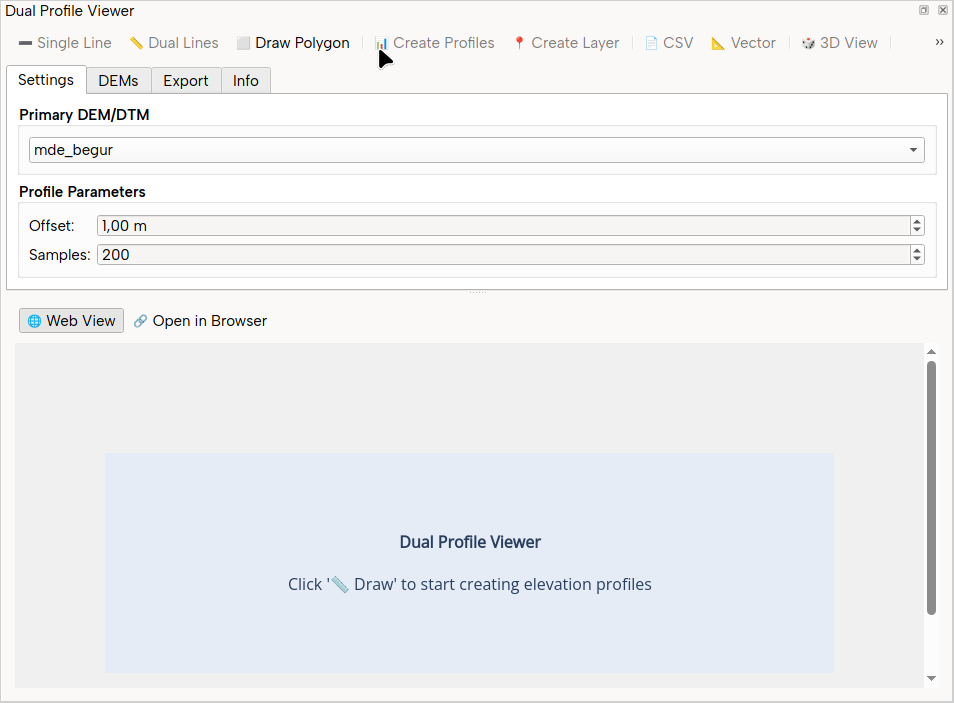 Dual Profile Viewer
Single Line Dual Lines Draw Polygon Create Profiles Create Layer CSV Vector 3D View »
Settings DEMs Export Info
Primary DEM/DTM
mde_begur
Profile Parameters
Offset: 1,00 m
Samples: 200
Web View Open in Browser
Dual Profile Viewer
Click '📏 Draw' to start creating elevation profiles